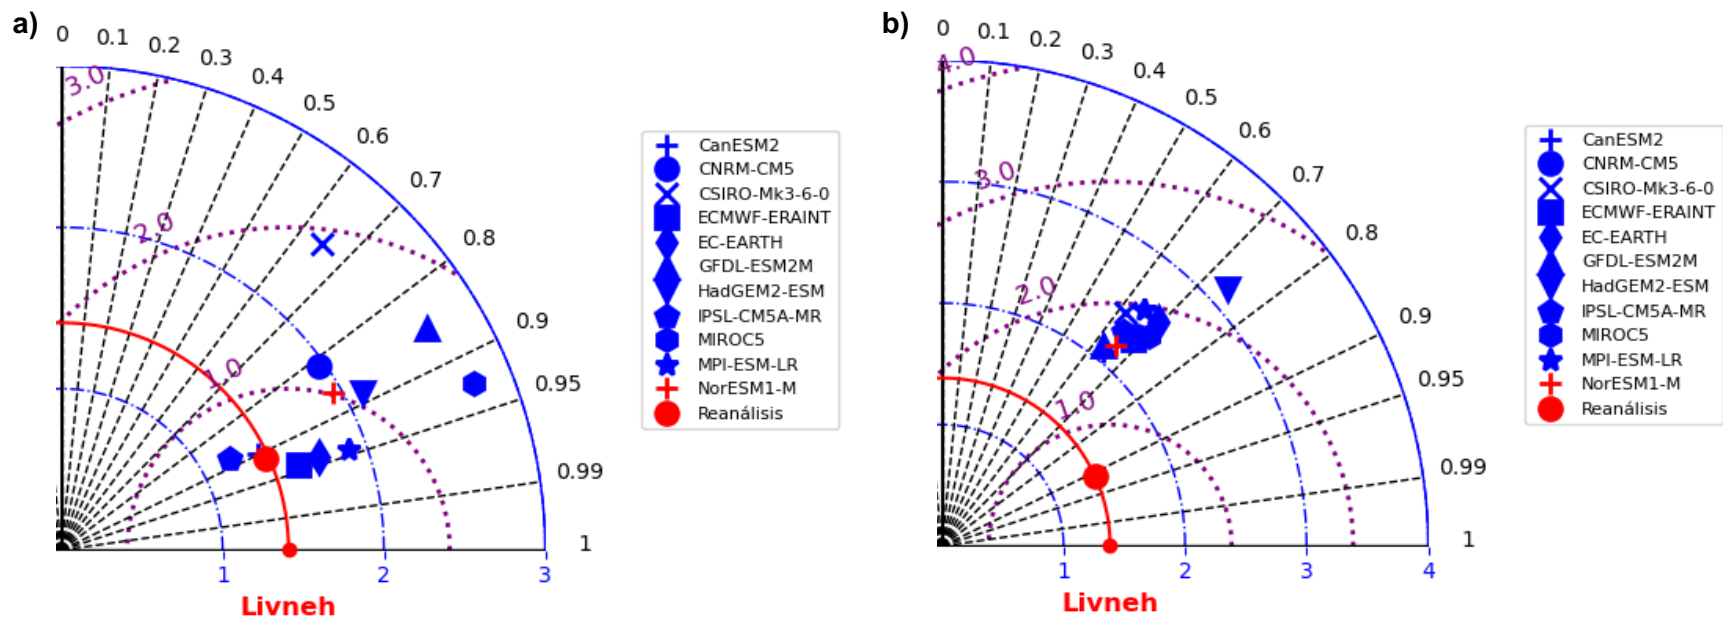 a)
0
0.1
0.2
0.3
0.4
0.5
0.6
0.7
0.8
0.9
0.95
0.99
1
3.0
2.0
1.0
1
2
3
Livneh
CanESM2
CNRM-CM5
CSIRO-Mk3-6-0
ECMWF-ERAINT
EC-EARTH
GFDL-ESM2M
HadGEM2-ESM
IPSL-CM5A-MR
MIROC5
MPI-ESM-LR
NorESM1-M
Reanálisis
b)
0
0.1
0.2
0.3
0.4
0.5
0.6
0.7
0.8
0.9
0.95
0.99
1
4.0
3.0
2.0
1.0
1
2
3
4
Livneh
CanESM2
CNRM-CM5
CSIRO-Mk3-6-0
ECMWF-ERAINT
EC-EARTH
GFDL-ESM2M
HadGEM2-ESM
IPSL-CM5A-MR
MIROC5
MPI-ESM-LR
NorESM1-M
Reanálisis